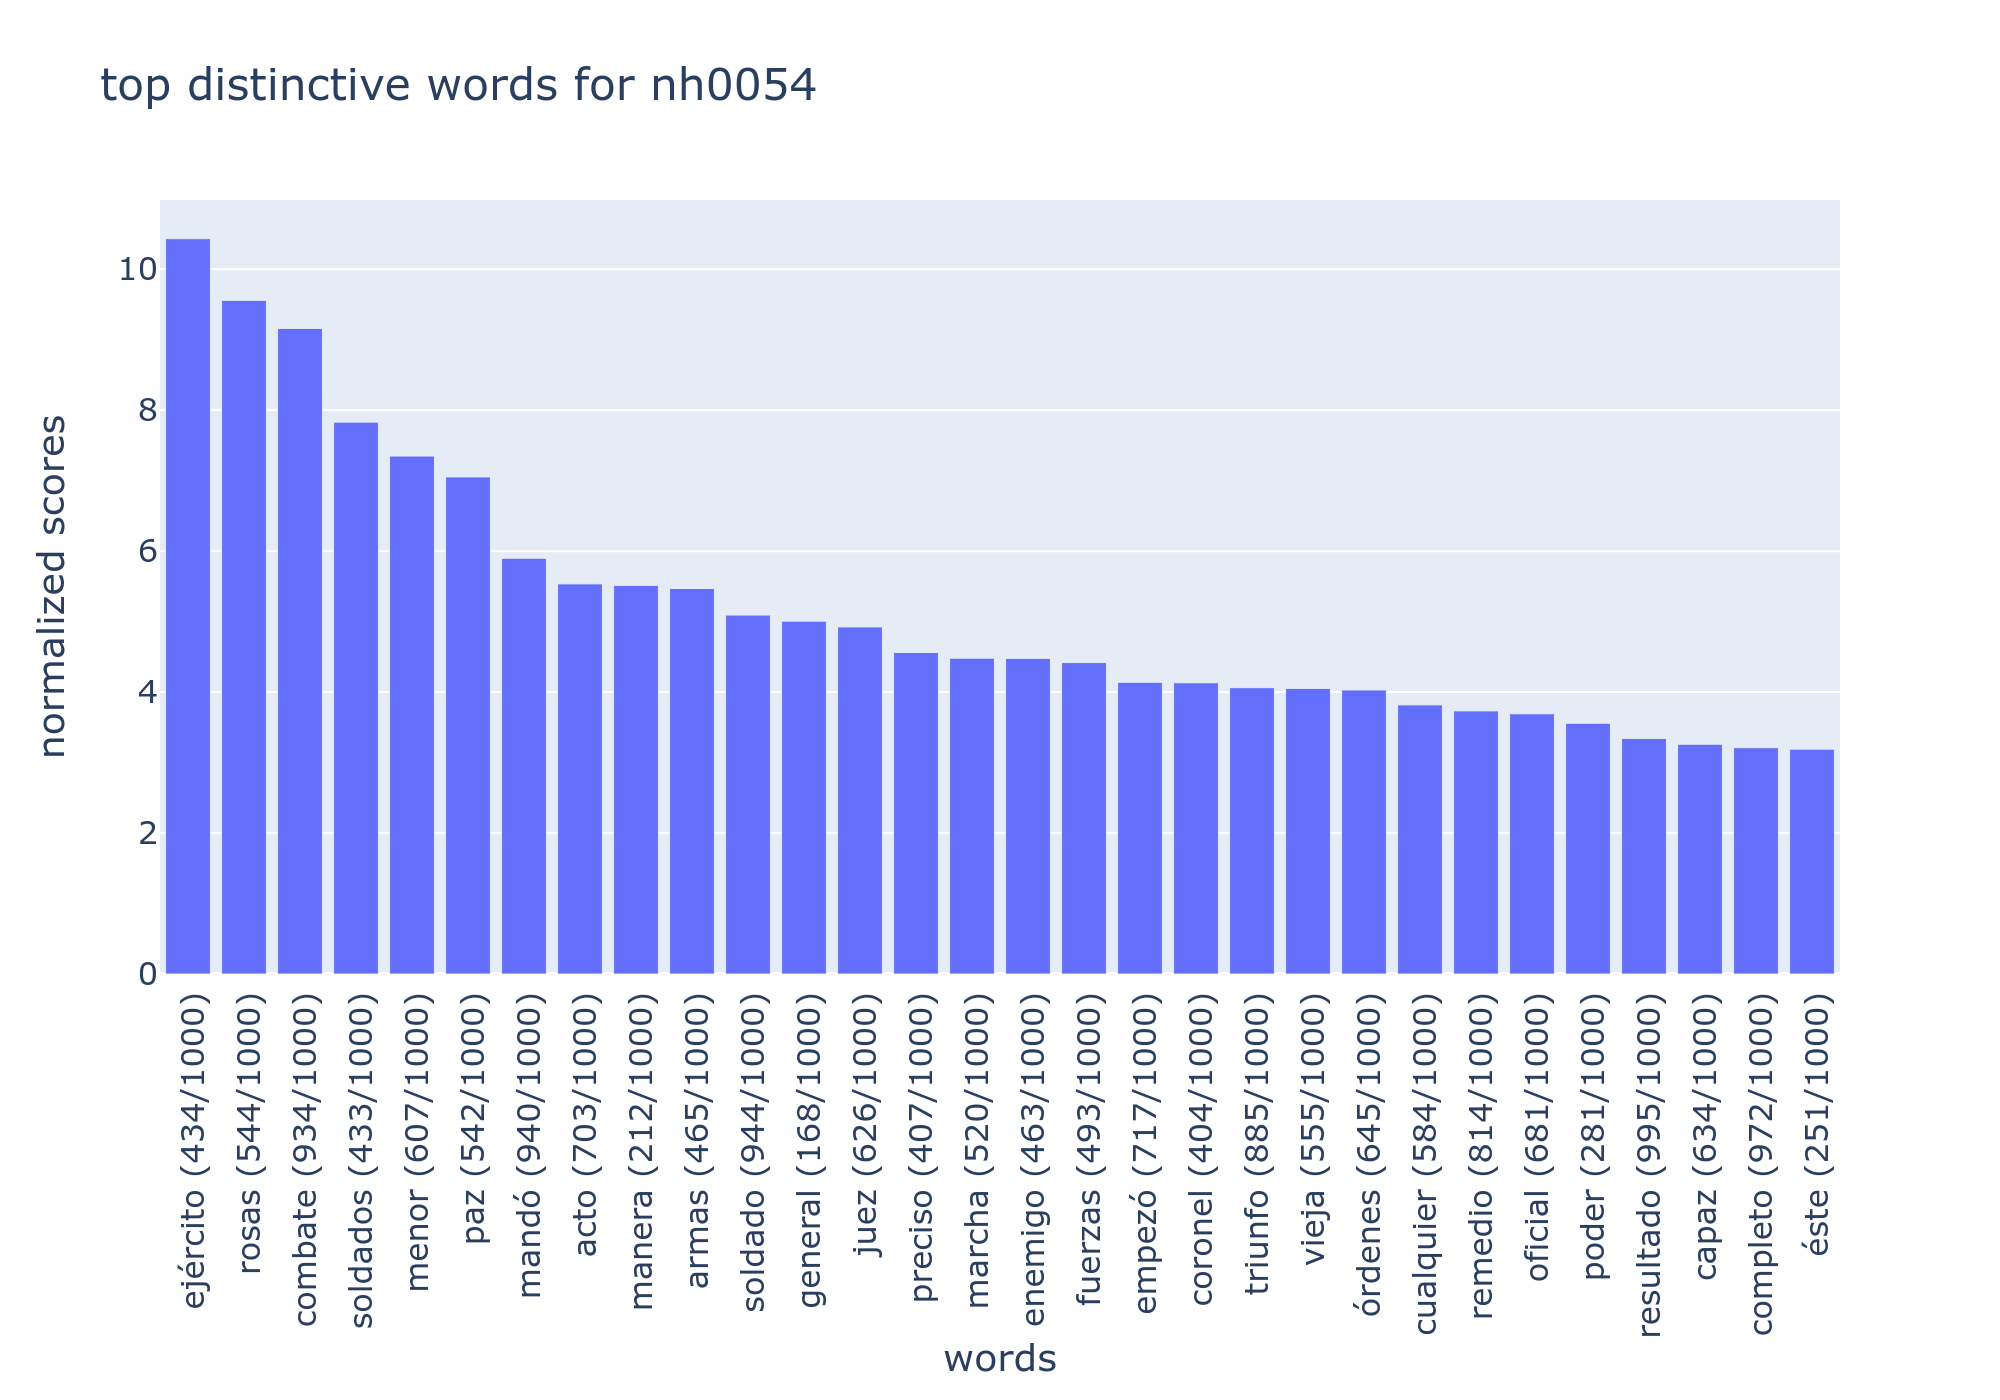 top distinctive words for nh0054
normalized scores
10
8
6
4
2
0
ejército (434/1000)
rosas (544/1000)
combate (934/1000)
soldados (433/1000)
menor (607/1000)
paz (542/1000)
mandó (940/1000)
acto (703/1000)
manera (212/1000)
armas (465/1000)
soldado (944/1000)
general (168/1000)
juez (626/1000)
preciso (407/1000)
marcha (520/1000)
enemigo (463/1000)
fuerzas (493/1000)
empezó (717/1000)
coronel (404/1000)
triunfo (885/1000)
vieja (555/1000)
órdenes (645/1000)
cualquier (584/1000)
remedio (814/1000)
oficial (681/1000)
poder (281/1000)
resultado (995/1000)
capaz (634/1000)
completo (972/1000)
éste (251/1000)
words